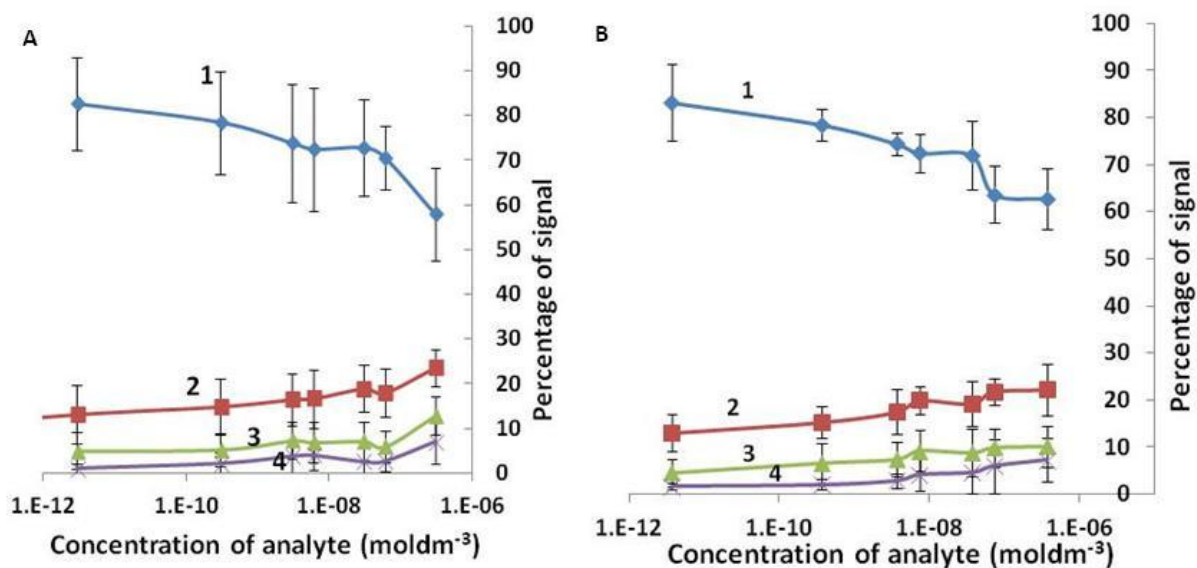 A
1
2
3
4
100
90
80
70
60
50
40
30
20
10
0
Percentage of signal
1.E-12
1.E-10
1.E-08
1.E-06
Concentration of analyte (moldm-3)
B
1
2
3
4
100
90
80
70
60
50
40
30
20
10
0
Percentage of signal
1.E-12
1.E-10
1.E-08
1.E-06
Concentration of analyte (moldm-3)